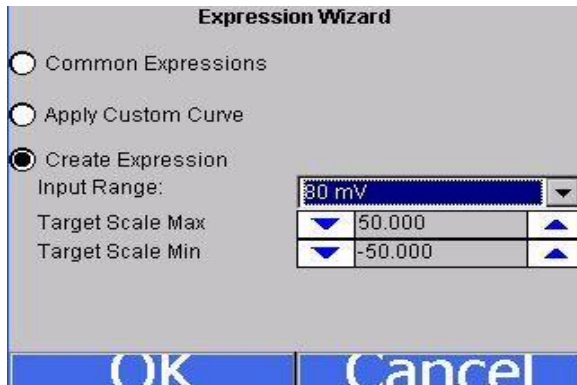 Expression Wizard
Common Expressions
Apply Custom Curve
Create Expression
Input Range: 80 mV
Target Scale Max 50.000
Target Scale Min -50.000
OK Cancel